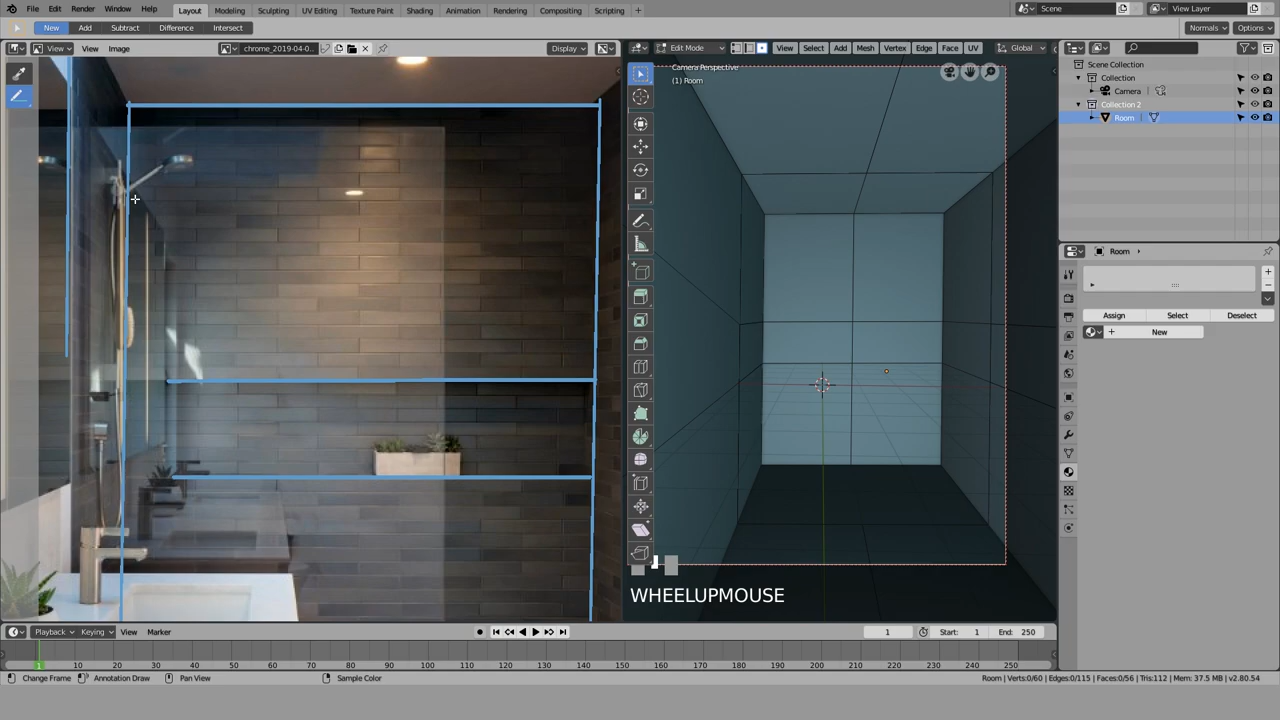 File Edit Render Window Help Layout Modeling Sculpting UV Editing Texture Paint Shading Animation Rendering Compositing Scripting + Scene View Layer
New Add Subtract Difference Intersect Normals Options
View View Image chrome_2019-04-0... Display Edit Mode View Select Add Mesh Vertex Edge Face UV Global
Camera Perspective
(1) Room
Scene Collection
Collection
Camera
Collection 2
Room
Room
Assign Select Deselect
New
WHEELUPMOUSE
Playback Keying View Marker 1 Start: 1 End: 250
1 10 20 30 40 50 60 70 80 90 100 110 120 130 140 150 160 170 180 190 200 210 220 230 240 250
Change Frame Annotation Draw Pan View Sample Color Room | Verts:0/60 | Edges:0/115 | Faces:0/56 | Tris:112 | Mem: 37.5 MB | v2.80.54